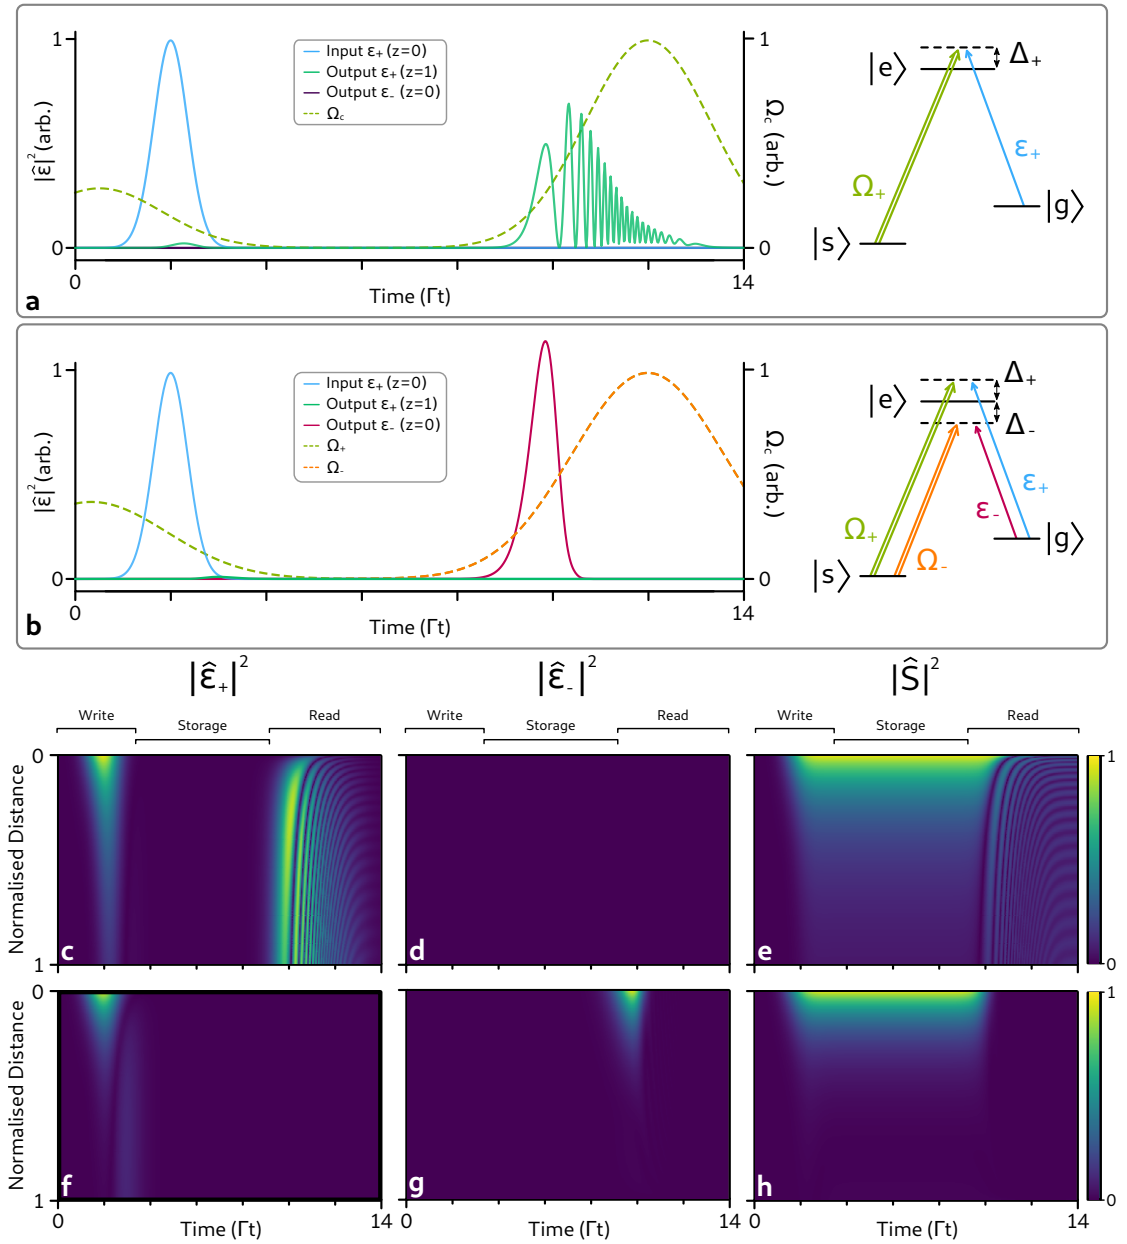 1
|ε̂|² (arb.)
0
Input ε₊ (z=0)
Output ε₊ (z=1)
Output ε₋ (z=0)
Ω꜀
1
Ω꜀ (arb.)
0
0
14
Time (Γt)
a
|e⟩
Δ₊
ε₊
Ω₊
|g⟩
|s⟩
1
|ε̂|² (arb.)
0
Input ε₊ (z=0)
Output ε₊ (z=1)
Output ε₋ (z=0)
Ω₊
Ω₋
1
Ω꜀ (arb.)
0
0
14
Time (Γt)
b
|e⟩
Δ₊
Δ₋
ε₊
ε₋
Ω₊
Ω₋
|g⟩
|s⟩
|ε̂₊|²
|ε̂₋|²
|Ŝ|²
Write
Storage
Read
Write
Storage
Read
Write
Storage
Read
0
Normalised Distance
1
c
d
e
1
0
0
Normalised Distance
1
f
g
h
1
0
0
Time (Γt)
14
0
Time (Γt)
14
0
Time (Γt)
14